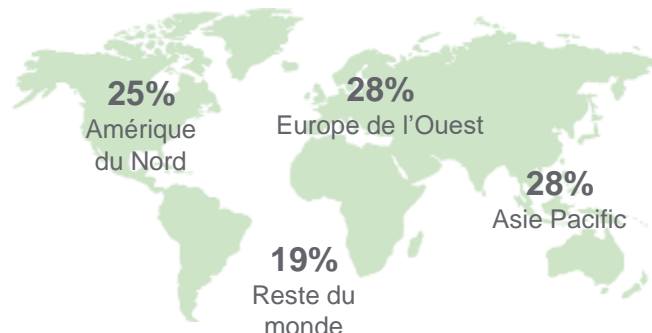 25%
Amérique
du Nord
28%
Europe de l'Ouest
28%
Asie Pacific
19%
Reste du
monde